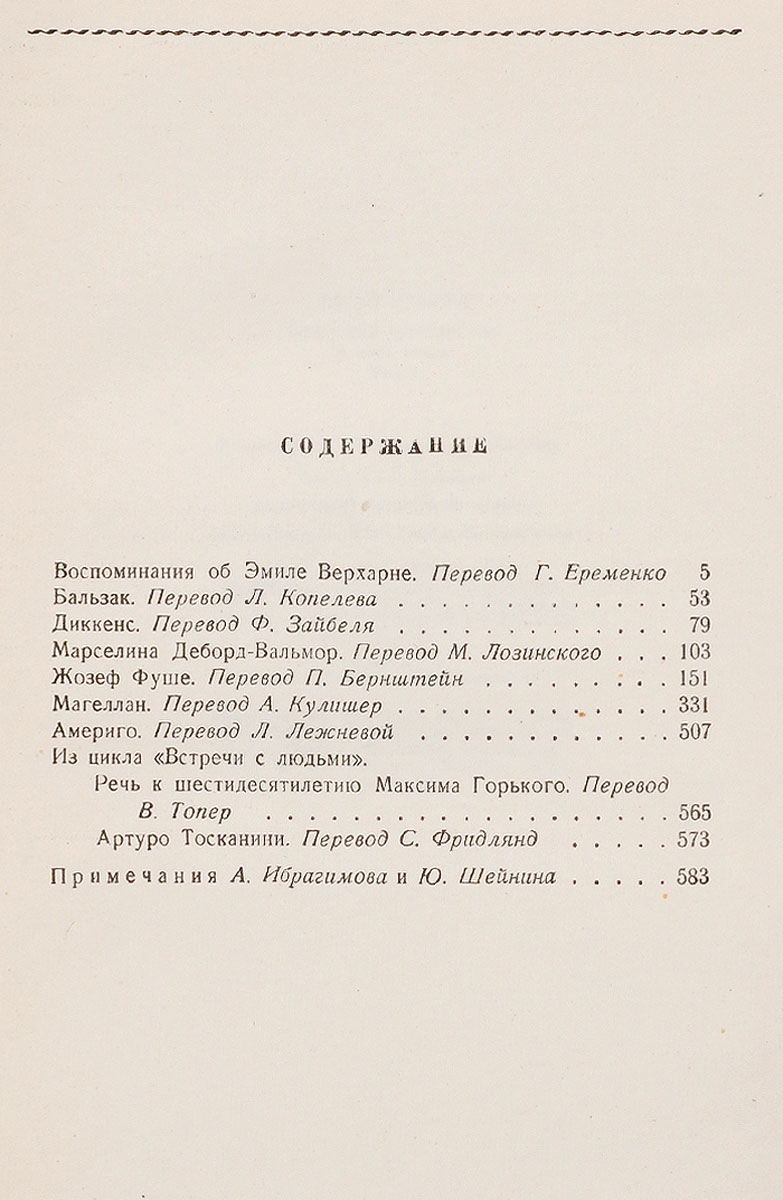 СОДЕРЖАНИЕ
Воспоминания об Эмиле Верхарне. Перевод Г. Еременко 5
Бальзак. Перевод Л. Копелева . . . . . . . . . . . . . 53
Диккенс. Перевод Ф. Зайбеля . . . . . . . . . . . . . 79
Марселина Деборд-Вальмор. Перевод М. Лозинского . . . 103
Жозеф Фуше. Перевод П. Бернштейн . . . . . . . . . 151
Магеллан. Перевод А. Кулишер . . . . . . . . . . . . . 331
Америго. Перевод Л. Лежневой . . . . . . . . . . . . 507
Из цикла «Встречи с людьми».
Речь к шестидесятилетию Максима Горького. Перевод
В. Топер . . . . . . . . . . . . . . . . . . . 565
Артуро Тосканини. Перевод С. Фридлянд . . . . . 573
Примечания А. Ибрагимова и Ю. Шейнина . . . . . 583